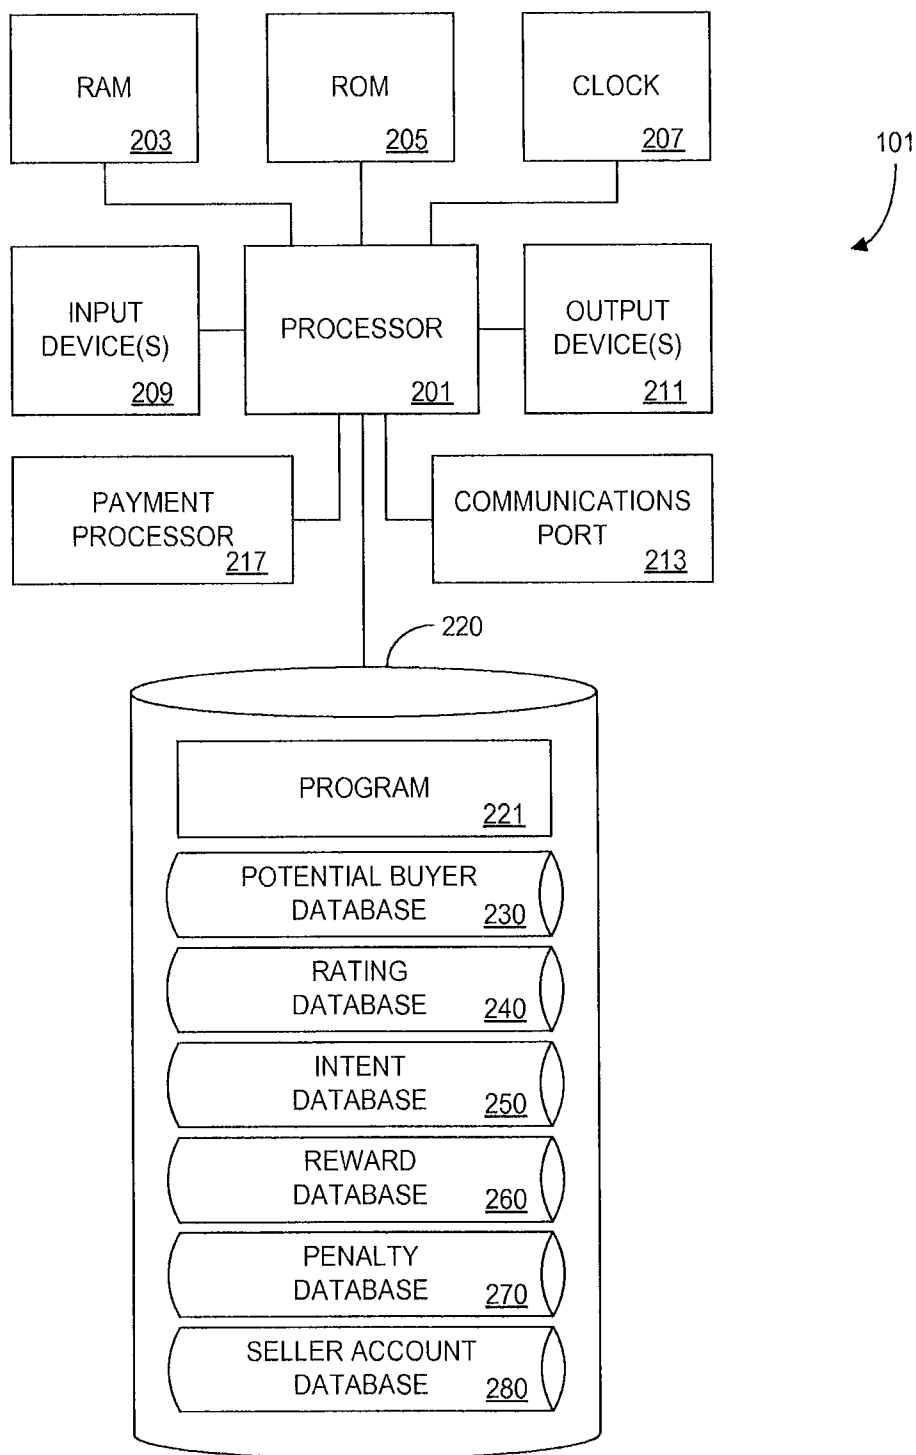 RAM
203
ROM
205
CLOCK
207
101
INPUT
DEVICE(S)
209
PROCESSOR
201
OUTPUT
DEVICE(S)
211
PAYMENT
PROCESSOR
217
COMMUNICATIONS
PORT
213
220
PROGRAM
221
POTENTIAL BUYER
DATABASE
230
RATING
DATABASE
240
INTENT
DATABASE
250
REWARD
DATABASE
260
PENALTY
DATABASE
270
SELLER ACCOUNT
DATABASE
280